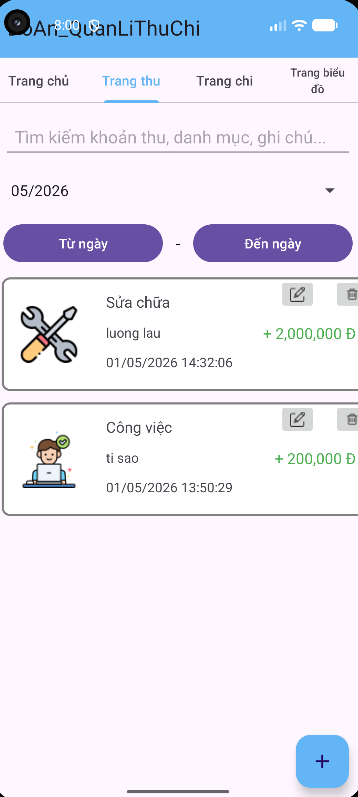 8:00
DoAn_QuanLiThuChi
Trang chủ
Trang thu
Trang chi
Trang biểu
đồ
Tìm kiếm khoản thu, danh mục, ghi chú...
05/2026
Từ ngày
-
Đến ngày
Sửa chữa
luong lau
+ 2,000,000 Đ
01/05/2026 14:32:06
Công việc
ti sao
+ 200,000 Đ
01/05/2026 13:50:29
+